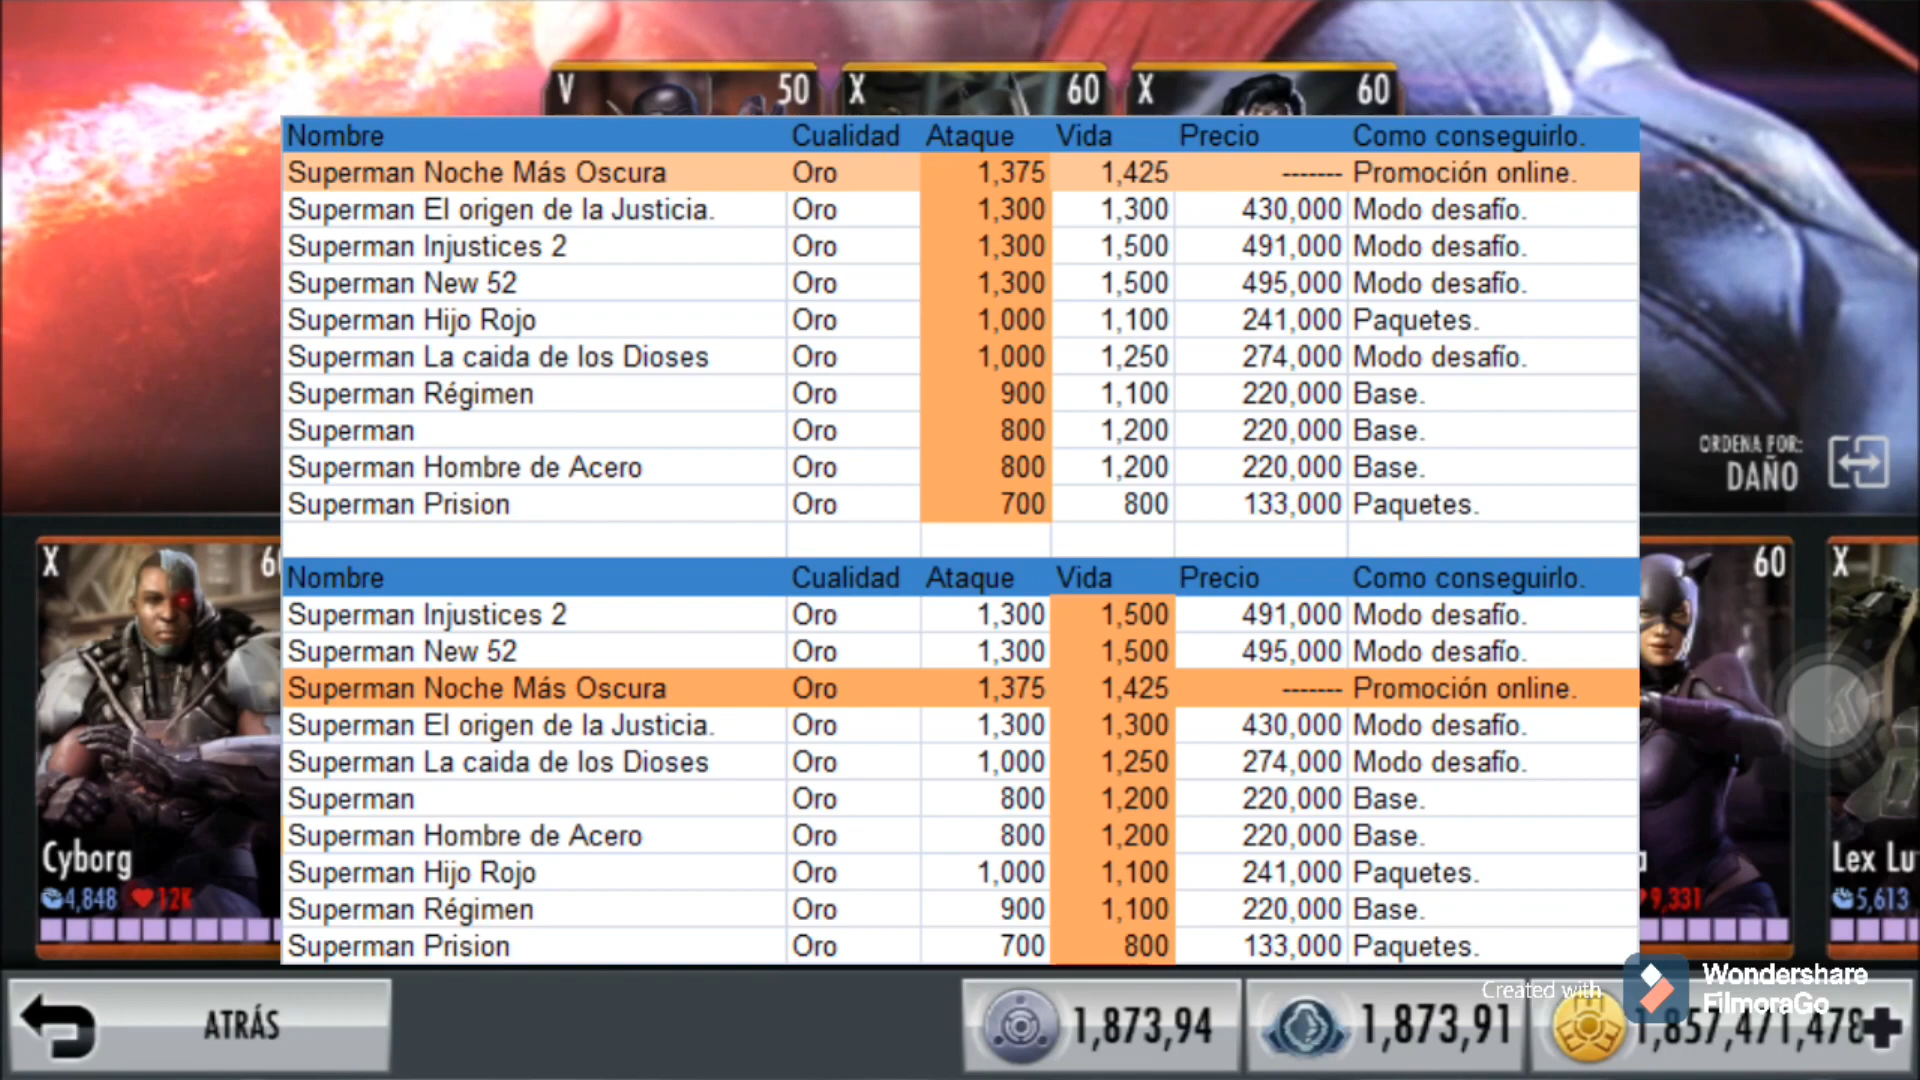 V 50 X 60 X 60
Nombre Cualidad Ataque Vida Precio Como conseguirlo.
Superman Noche Más Oscura Oro 1,375 1,425 ------- Promoción online.
Superman El origen de la Justicia. Oro 1,300 1,300 430,000 Modo desafío.
Superman Injustices 2 Oro 1,300 1,500 491,000 Modo desafío.
Superman New 52 Oro 1,300 1,500 495,000 Modo desafío.
Superman Hijo Rojo Oro 1,000 1,100 241,000 Paquetes.
Superman La caida de los Dioses Oro 1,000 1,250 274,000 Modo desafío.
Superman Régimen Oro 900 1,100 220,000 Base.
Superman Oro 800 1,200 220,000 Base.
Superman Hombre de Acero Oro 800 1,200 220,000 Base.
Superman Prision Oro 700 800 133,000 Paquetes.
ORDENA POR:
DAÑO
Nombre Cualidad Ataque Vida Precio Como conseguirlo.
Superman Injustices 2 Oro 1,300 1,500 491,000 Modo desafío.
Superman New 52 Oro 1,300 1,500 495,000 Modo desafío.
Superman Noche Más Oscura Oro 1,375 1,425 ------- Promoción online.
Superman El origen de la Justicia. Oro 1,300 1,300 430,000 Modo desafío.
Superman La caida de los Dioses Oro 1,000 1,250 274,000 Modo desafío.
Superman Oro 800 1,200 220,000 Base.
Superman Hombre de Acero Oro 800 1,200 220,000 Base.
Superman Hijo Rojo Oro 1,000 1,100 241,000 Paquetes.
Superman Régimen Oro 900 1,100 220,000 Base.
Superman Prision Oro 700 800 133,000 Paquetes.
X 60 X
Cyborg
4,848 12K
Lex Lu
9,331 5,613
ATRÁS
1,873,94
1,873,91
1,857,471,478
Created with Wondershare
FilmoraGo